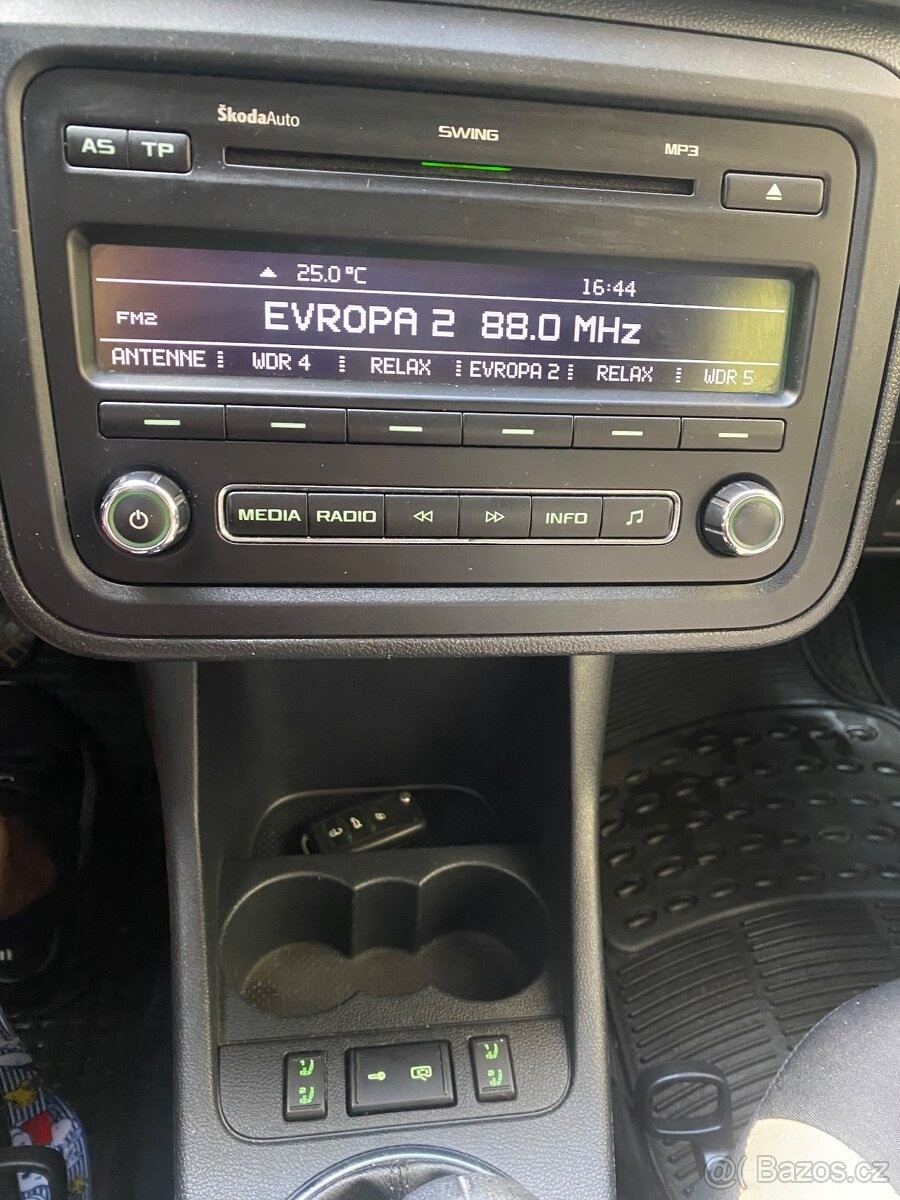 ŠkodaAuto
SWING
MP3
AS TP
25.0°C 16:44
FM2 EVROPA 2 88.0 MHz
ANTENNE WDR 4 RELAX EVROPA 2 RELAX WDR 5
MEDIA RADIO INFO
Bazos.cz